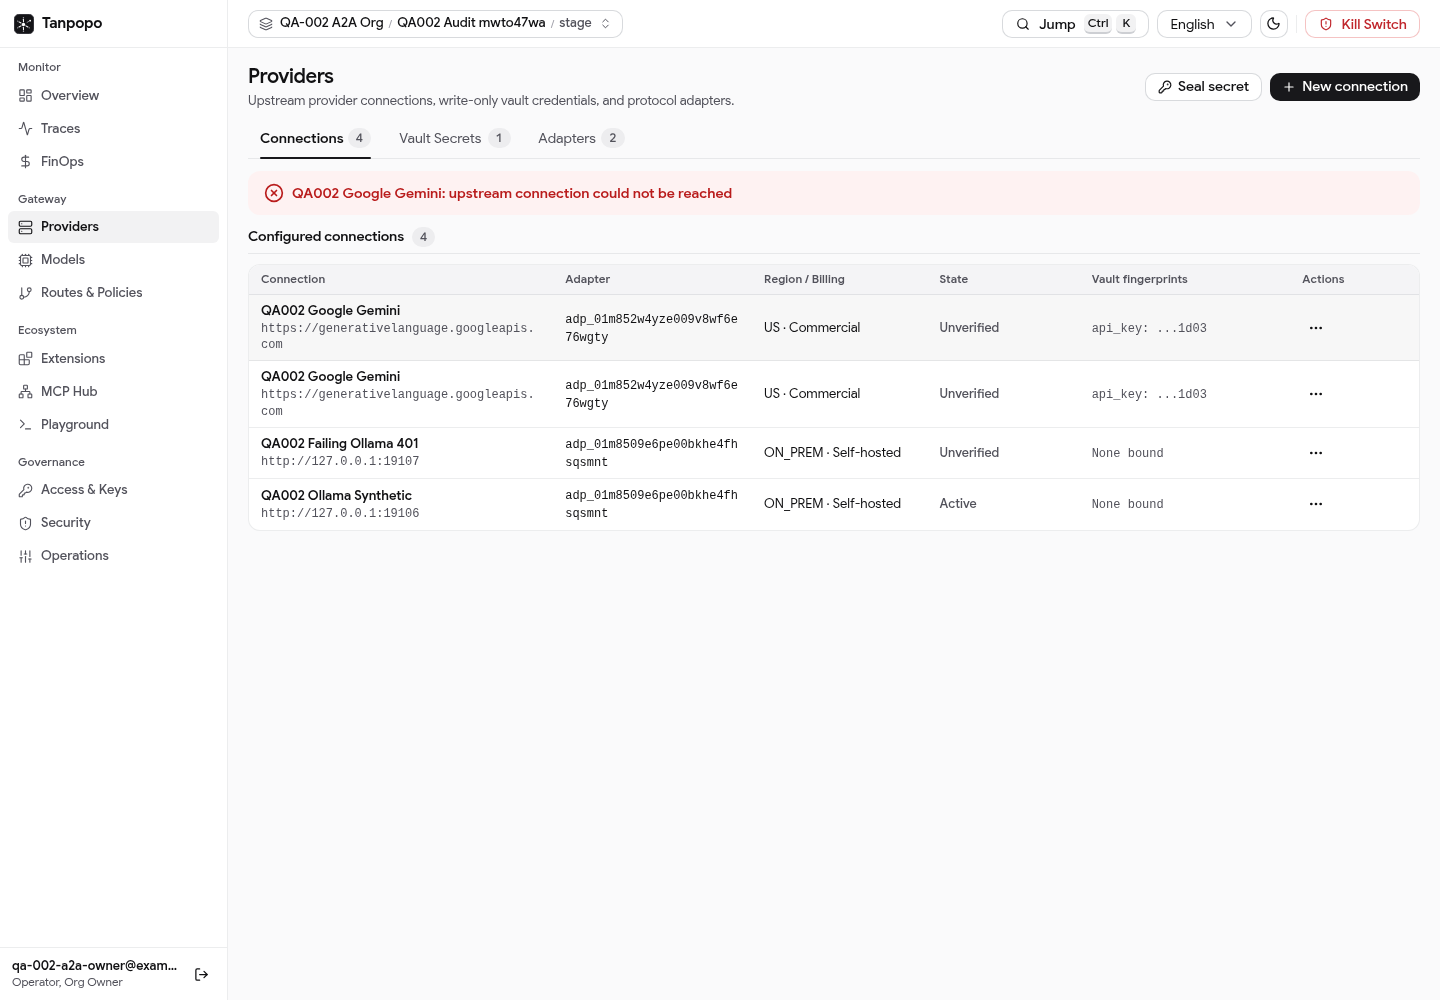 Tanpopo
QA-002 A2A Org / QA002 Audit mwto47wa / stage
Jump Ctrl K
English
Kill Switch
Monitor
Overview
Traces
FinOps
Gateway
Providers
Models
Routes & Policies
Ecosystem
Extensions
MCP Hub
Playground
Governance
Access & Keys
Security
Operations
qa-002-a2a-owner@exam...
Operator, Org Owner
Providers
Upstream provider connections, write-only vault credentials, and protocol adapters.
Seal secret
New connection
Connections 4
Vault Secrets 1
Adapters 2
QA002 Google Gemini: upstream connection could not be reached
Configured connections 4
Connection Adapter Region / Billing State Vault fingerprints Actions
QA002 Google Gemini
https://generativelanguage.googleapis.
com
adp_01m852w4yze009v8wf6e
76wgty
US · Commercial
Unverified
api_key: ...1d03
QA002 Google Gemini
https://generativelanguage.googleapis.
com
adp_01m852w4yze009v8wf6e
76wgty
US · Commercial
Unverified
api_key: ...1d03
QA002 Failing Ollama 401
http://127.0.0.1:19107
adp_01m8509e6pe00bkhe4fh
sqsmnt
ON_PREM · Self-hosted
Unverified
None bound
QA002 Ollama Synthetic
http://127.0.0.1:19106
adp_01m8509e6pe00bkhe4fh
sqsmnt
ON_PREM · Self-hosted
Active
None bound